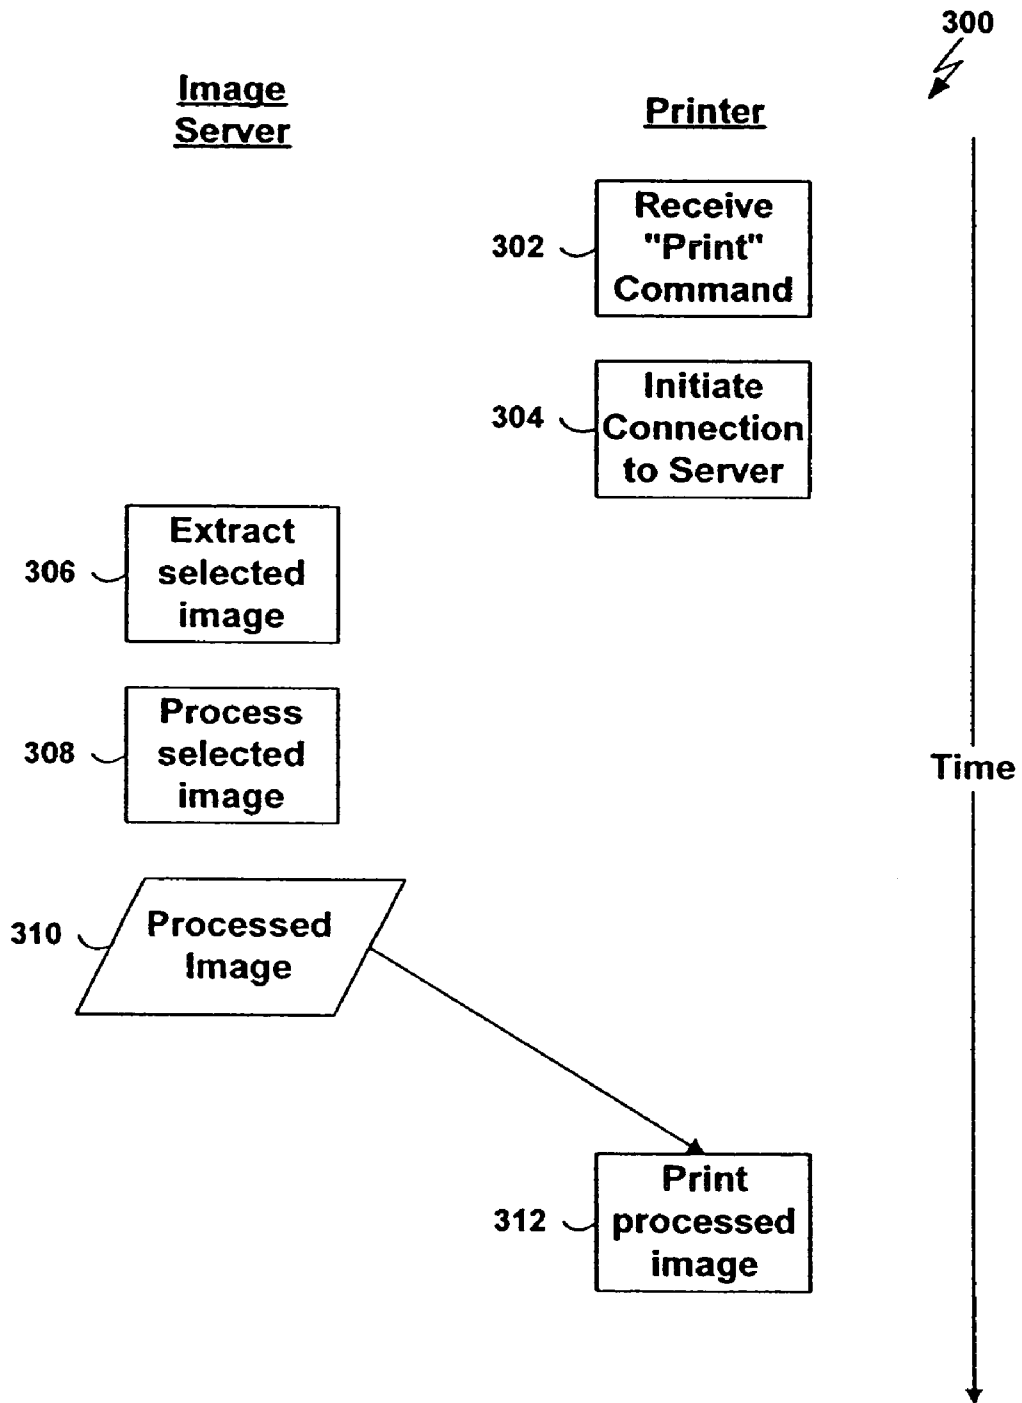 300
Image
Server
Printer
302
Receive
"Print"
Command
304
Initiate
Connection
to Server
306
Extract
selected
image
308
Process
selected
image
Time
310
Processed
Image
312
Print
processed
image